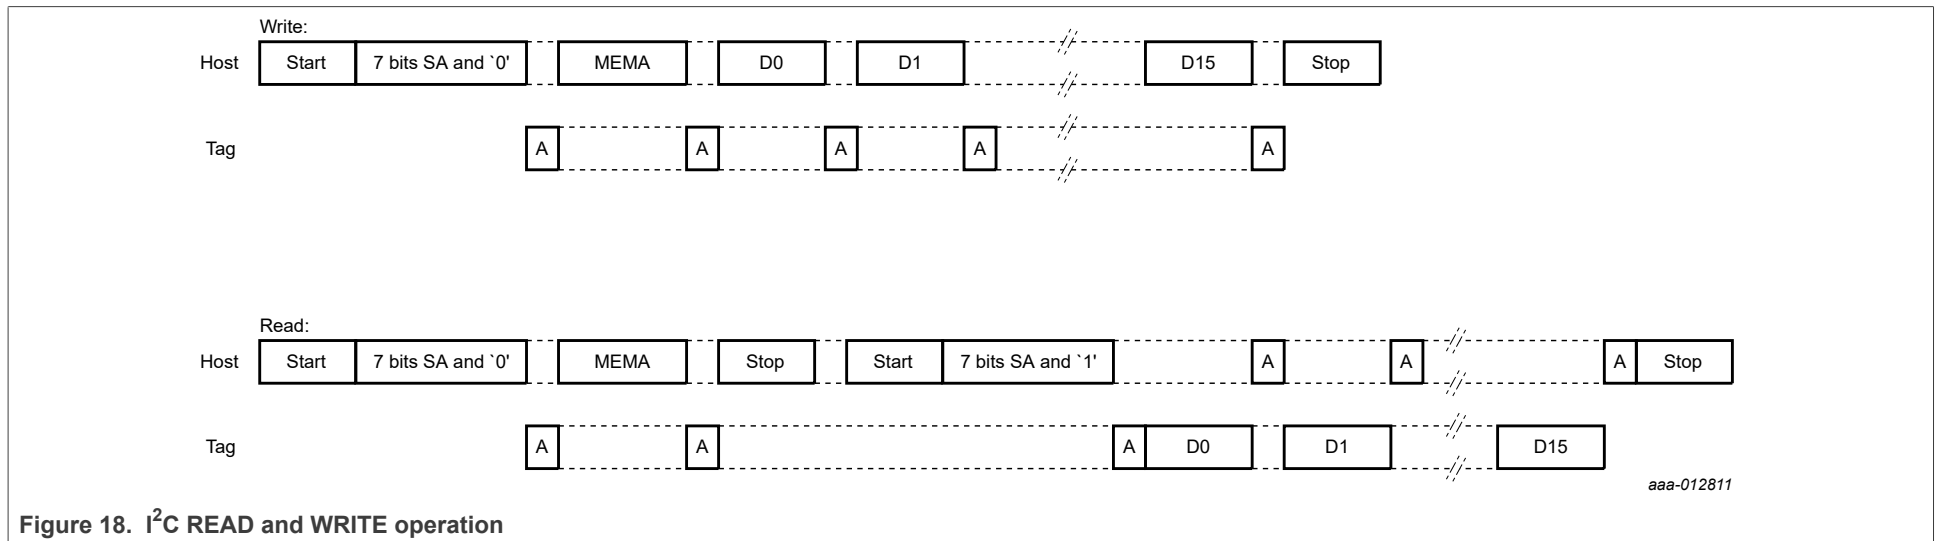 Write:
Host Start 7 bits SA and `0' MEMA D0 D1 D15 Stop
Tag A A A A A
Read:
Host Start 7 bits SA and `0' MEMA Stop Start 7 bits SA and `1' A A A Stop
Tag A A A D0 D1 D15
aaa-012811
Figure 18. I²C READ and WRITE operation